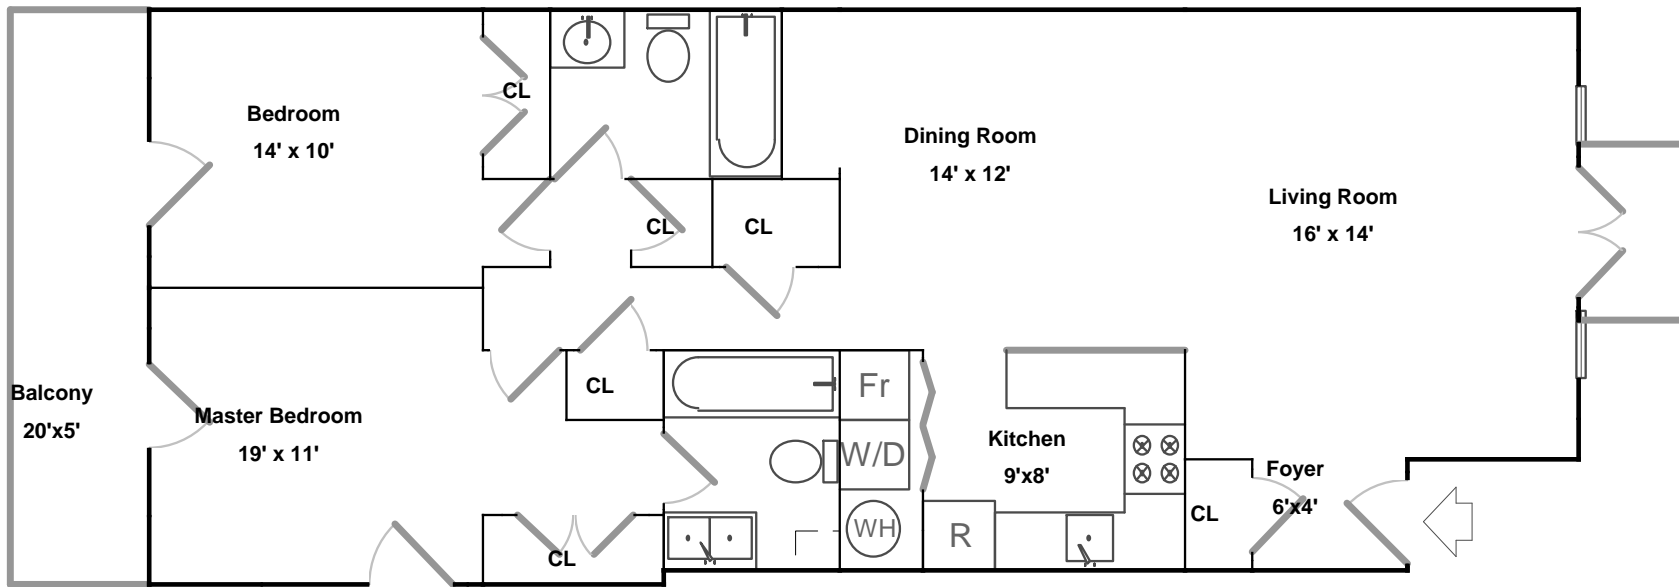 Bedroom
14' x 10'
CL
Dining Room
14' x 12'
Living Room
16' x 14'
CL
CL
Balcony
20'x5'
Master Bedroom
19' x 11'
CL
Fr
W/D
WH
Kitchen
9'x8'
R
Foyer
6'x4'
CL
CL